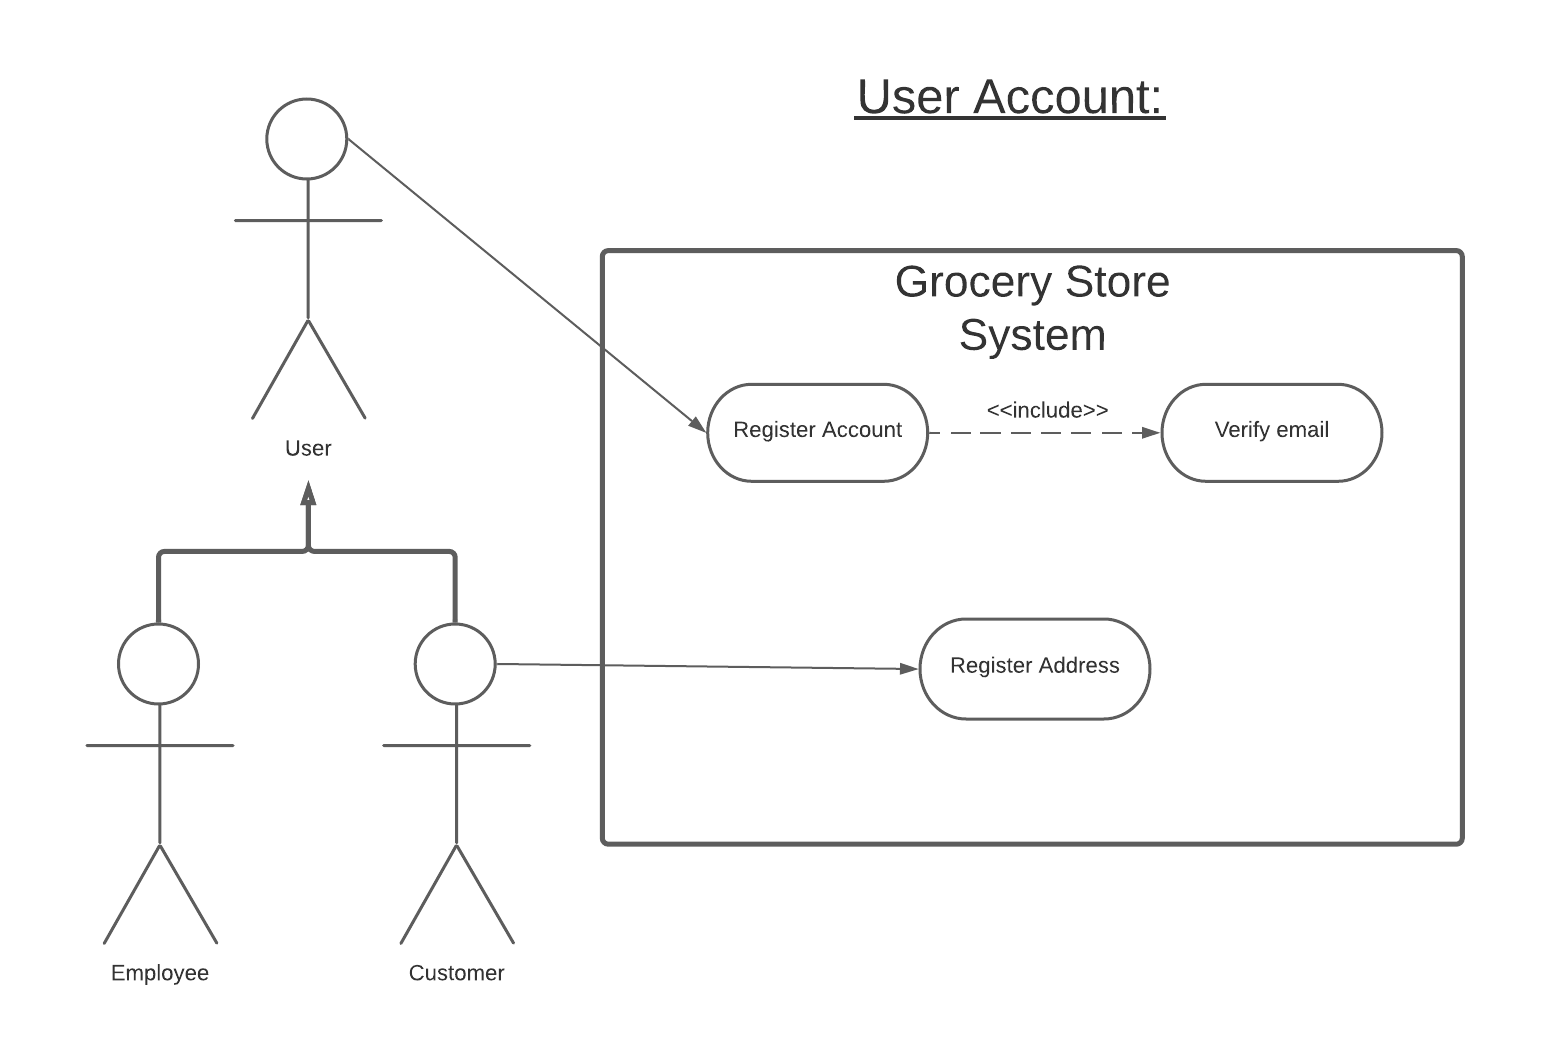 User Account:
Grocery Store
System
Register Account
<<include>>
Verify email
User
Register Address
Employee
Customer